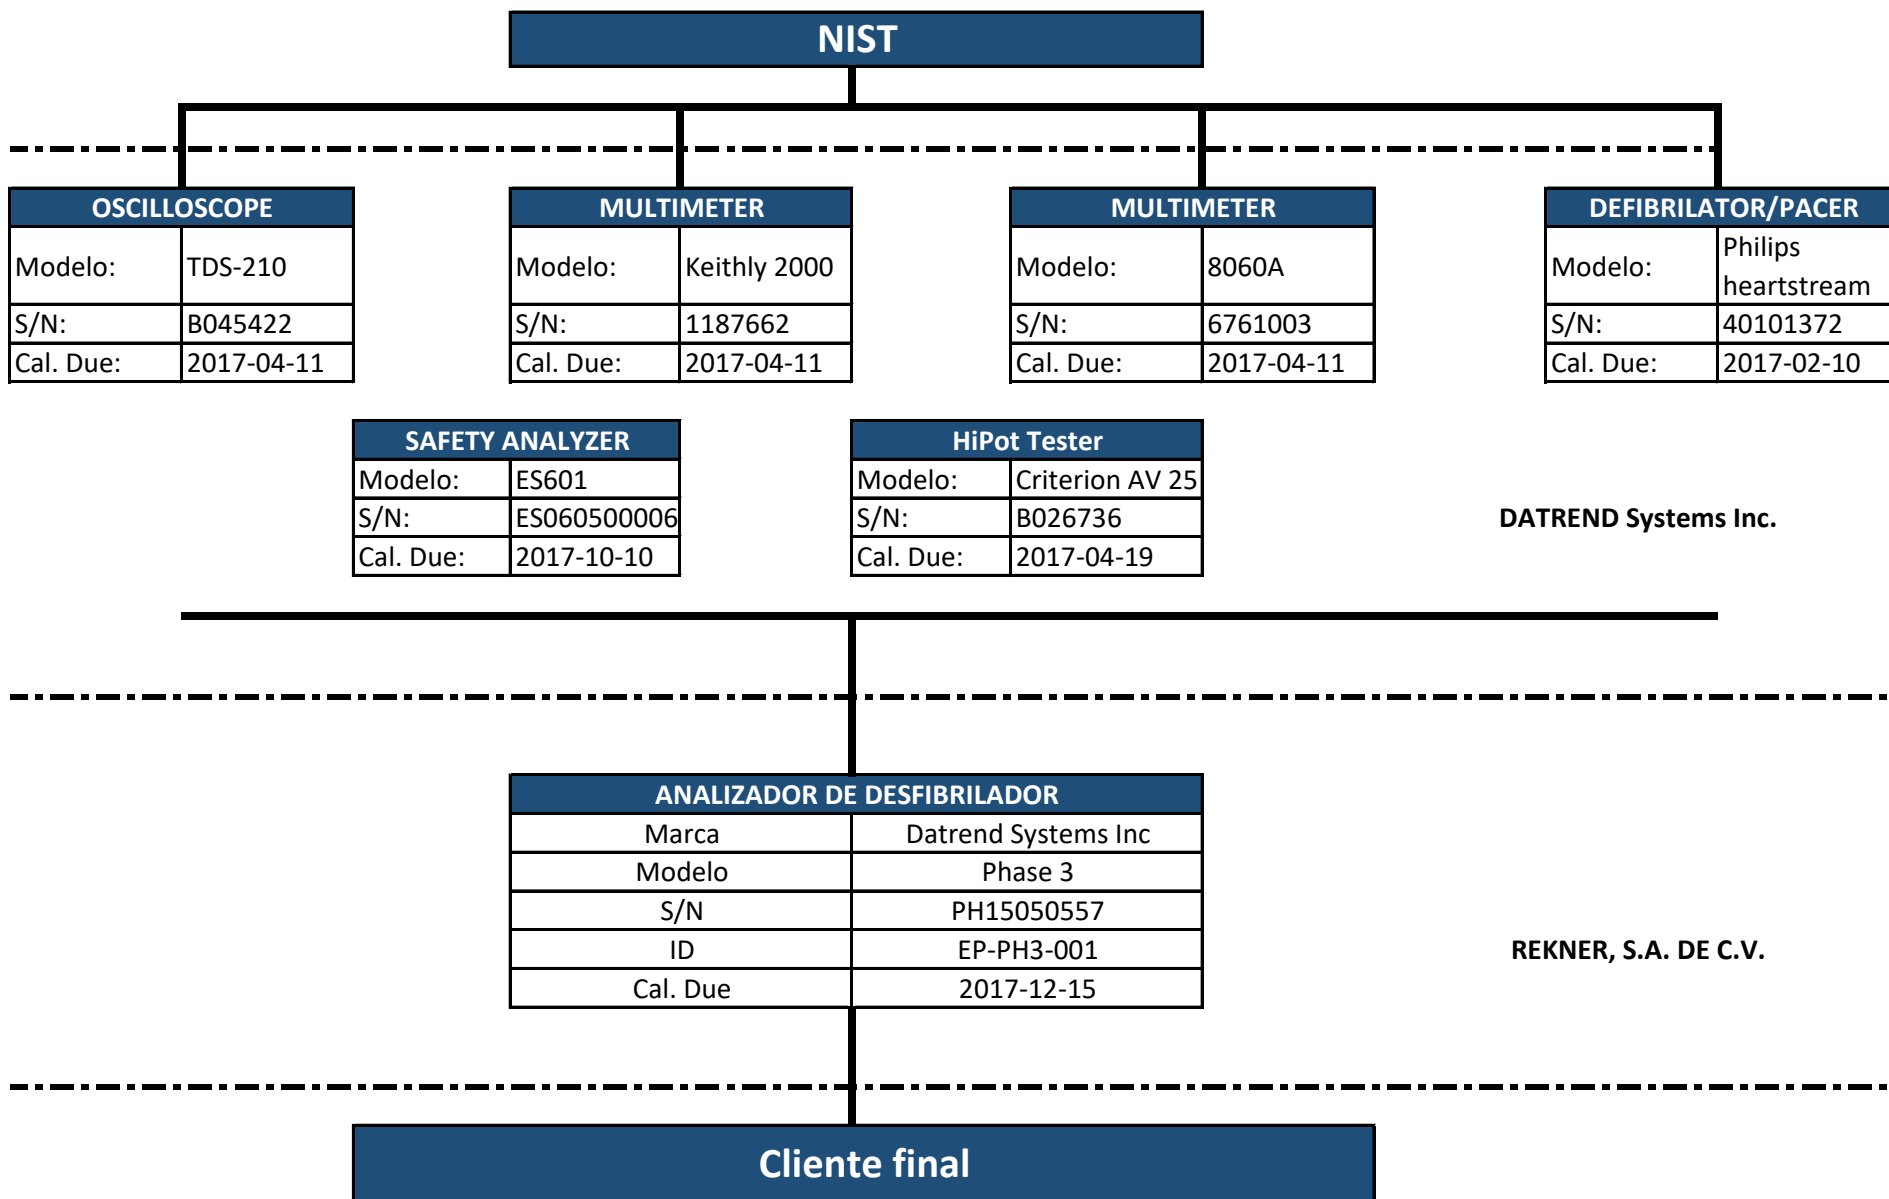 NIST
OSCILLOSCOPE
Modelo: TDS-210
S/N: B045422
Cal. Due: 2017-04-11
MULTIMETER
Modelo: Keithly 2000
S/N: 1187662
Cal. Due: 2017-04-11
MULTIMETER
Modelo: 8060A
S/N: 6761003
Cal. Due: 2017-04-11
DEFIBRILATOR/PACER
Modelo: Philips
heartstream
S/N: 40101372
Cal. Due: 2017-02-10
SAFETY ANALYZER
Modelo: ES601
S/N: ES060500006
Cal. Due: 2017-10-10
HiPot Tester
Modelo: Criterion AV 25
S/N: B026736
Cal. Due: 2017-04-19
DATREND Systems Inc.
ANALIZADOR DE DESFIBRILADOR
Marca Datrend Systems Inc
Modelo Phase 3
S/N PH15050557
ID EP-PH3-001
Cal. Due 2017-12-15
REKNER, S.A. DE C.V.
Cliente final